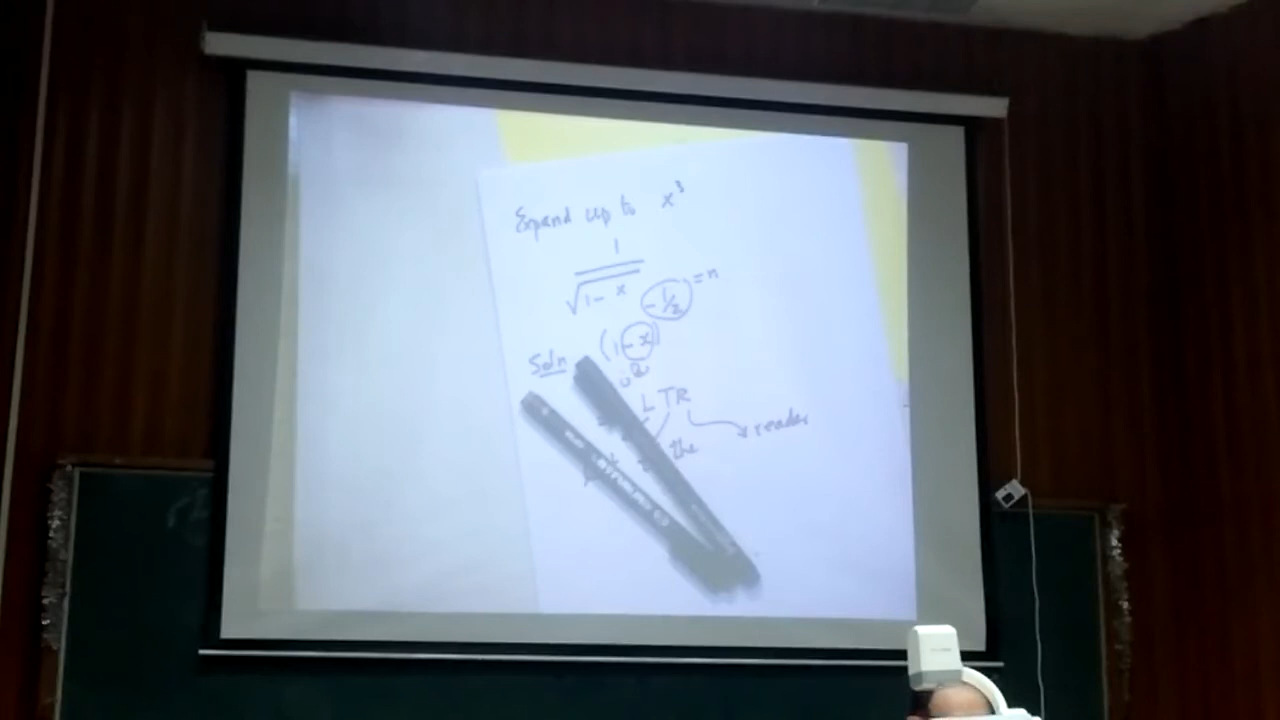 Expand up to x³
1
√1 - x
-1/2 = n
(1 - x)
Soln
LTR
the
reader